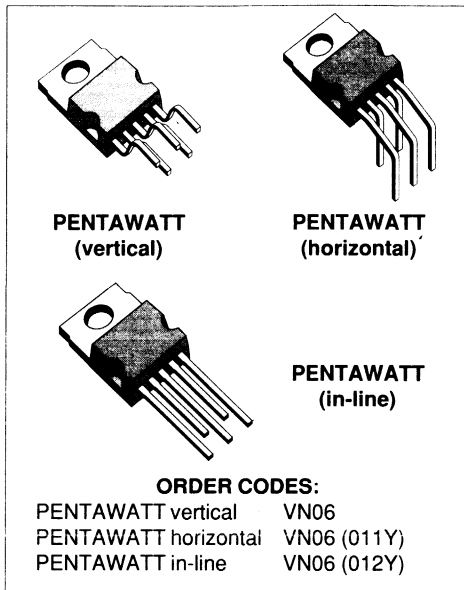 PENTAWATT
(vertical)
PENTAWATT
(horizontal)
PENTAWATT
(in-line)
ORDER CODES:
PENTAWATT vertical VN06
PENTAWATT horizontal VN06 (011Y)
PENTAWATT in-line VN06 (012Y)